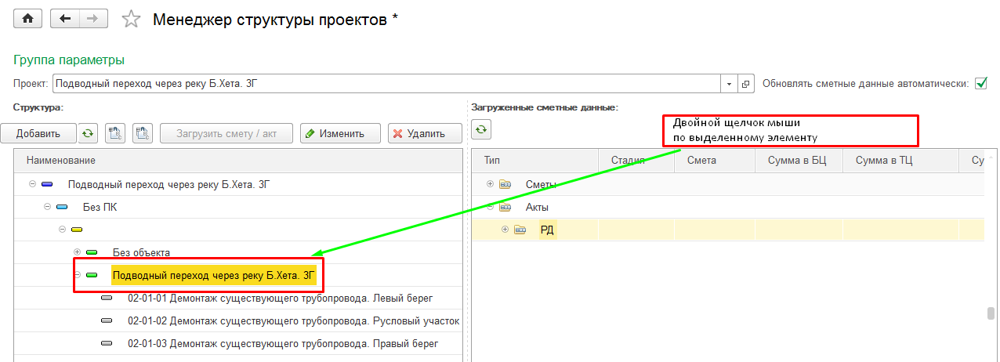 Менеджер структуры проектов *
Группа параметры
Проект: Подводный переход через реку Б.Хета. 3Г Обновлять сметные данные автоматически:
Структура: Загруженные сметные данные:
Добавить Загрузить смету / акт Изменить Удалить
Двойной щелчок мыши
по выделенному элементу
Наименование Тип Стадия Смета Сумма в БЦ Сумма в ТЦ Су
Подводный переход через реку Б.Хета. 3Г Сметы
Без ПК Акты
РД
Без объекта
Подводный переход через реку Б.Хета. 3Г
02-01-01 Демонтаж существующего трубопровода. Левый берег
02-01-02 Демонтаж существующего трубопровода. Русловый участок
02-01-03 Демонтаж существующего трубопровода. Правый берег